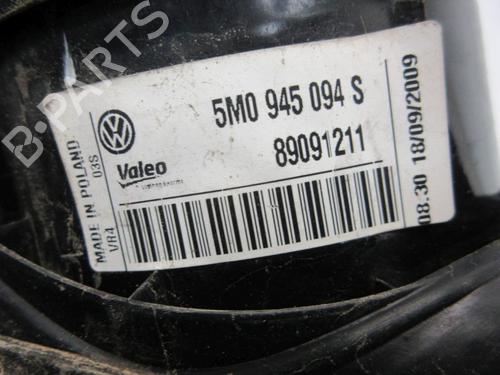 B-PARTS
5M0 945 094 S
89091211
Valeo
MADE IN POLAND
03S
VR4
08.30 18/09/2009